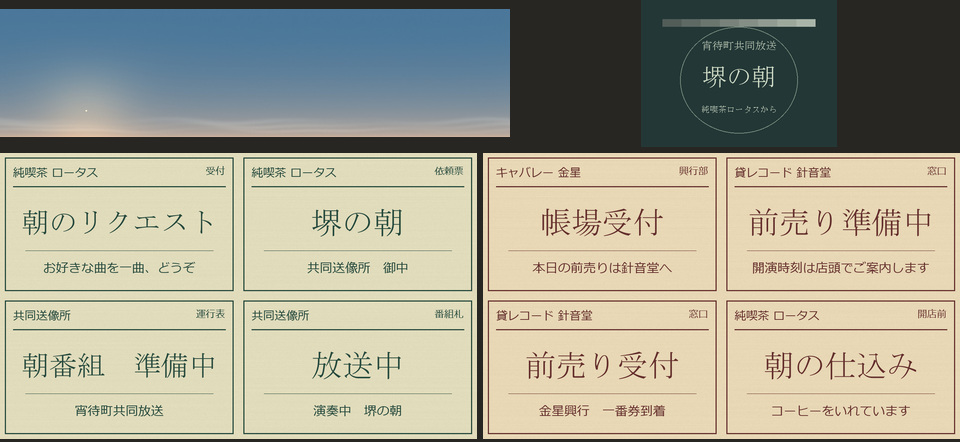 宵待町共同放送
堺の朝
純喫茶ロータスから
純喫茶 ロータス 受付
朝のリクエスト
お好きな曲を一曲、どうぞ
純喫茶 ロータス 依頼票
堺の朝
共同送像所 御中
キャバレー 金星 興行部
帳場受付
本日の前売りは針音堂へ
貸レコード 針音堂 窓口
前売り準備中
開演時刻は店頭でご案内します
共同送像所 運行表
朝番組 準備中
宵待町共同放送
共同送像所 番組札
放送中
演奏中 堺の朝
貸レコード 針音堂 窓口
前売り受付
金星興行 一番券到着
純喫茶 ロータス 開店前
朝の仕込み
コーヒーをいれています